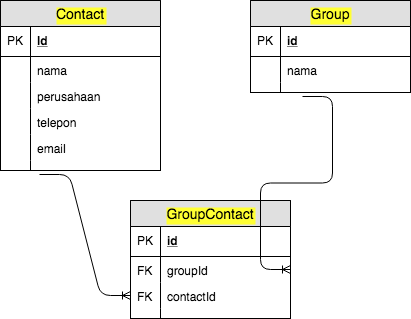 Contact
PK id
nama
perusahaan
telepon
email
Group
PK id
nama
GroupContact
PK id
FK groupId
FK contactId